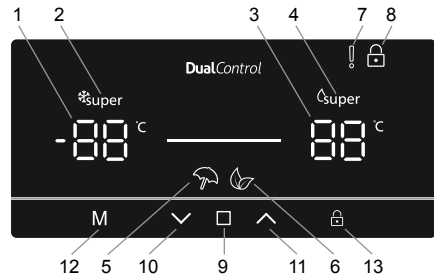 1 2 3 4 7 8
DualControl
super super
-88 °C 88 °C
M
12 5 10 9 11 6 13